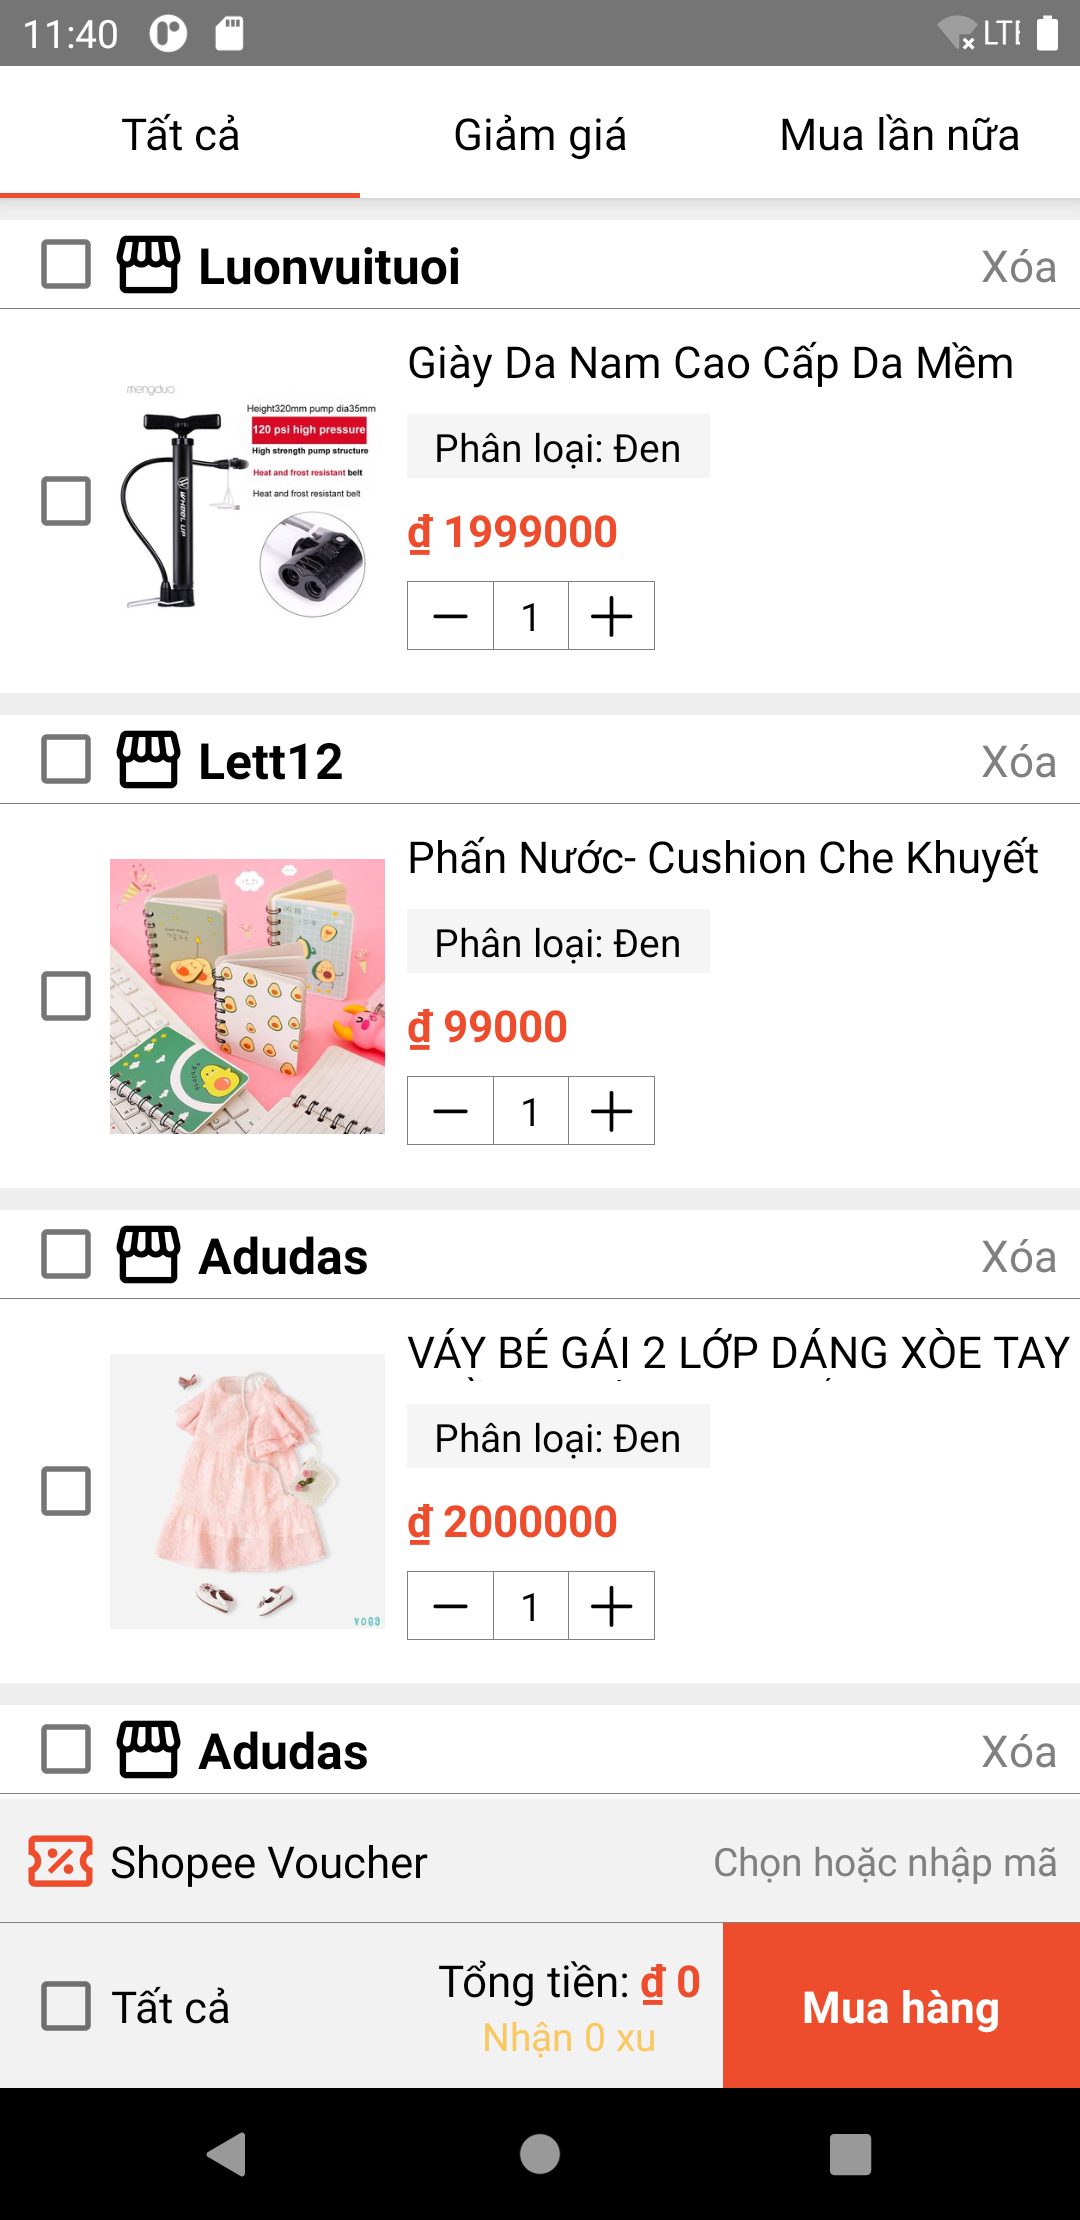 11:40
LTE
Tất cả
Giảm giá
Mua lần nữa
Luonvuituoi
Xóa
mengduo
Height320mm pump dia35mm
120 psi high pressure
High strength pump structure
Heat and frost resistant belt
Heat and frost resistant belt
WHEEL UP
Giày Da Nam Cao Cấp Da Mềm
Phân loại: Đen
₫ 1999000
1
Lett12
Xóa
Phấn Nước- Cushion Che Khuyết
Phân loại: Đen
₫ 99000
1
Adudas
Xóa
VÁY BÉ GÁI 2 LỚP DÁNG XÒE TAY
Phân loại: Đen
₫ 2000000
1
Adudas
Xóa
Shopee Voucher
Chọn hoặc nhập mã
Tất cả
Tổng tiền: ₫ 0
Nhận 0 xu
Mua hàng